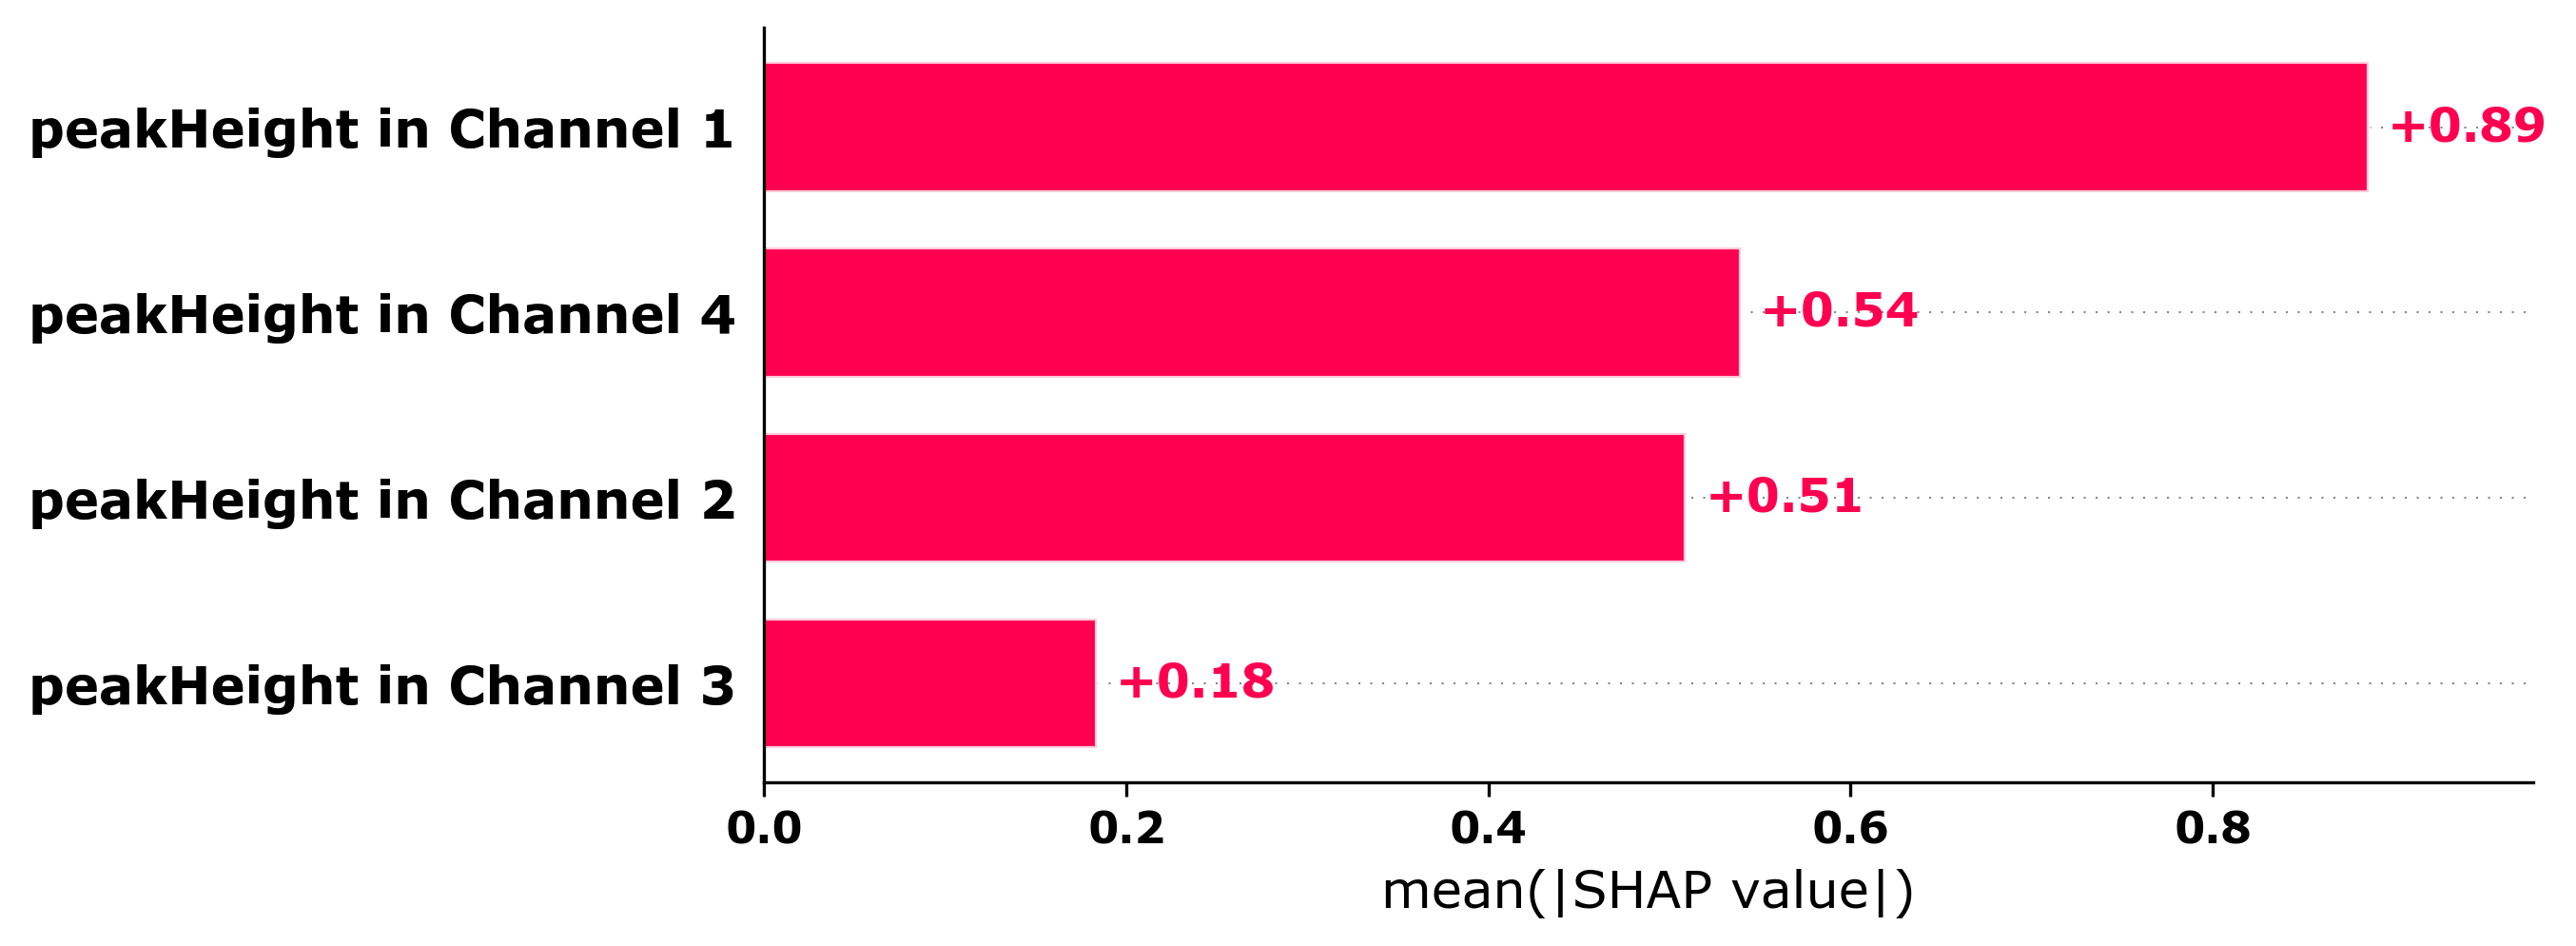 peakHeight in Channel 1 +0.89
peakHeight in Channel 4 +0.54
peakHeight in Channel 2 +0.51
peakHeight in Channel 3 +0.18
0.0 0.2 0.4 0.6 0.8
mean(|SHAP value|)